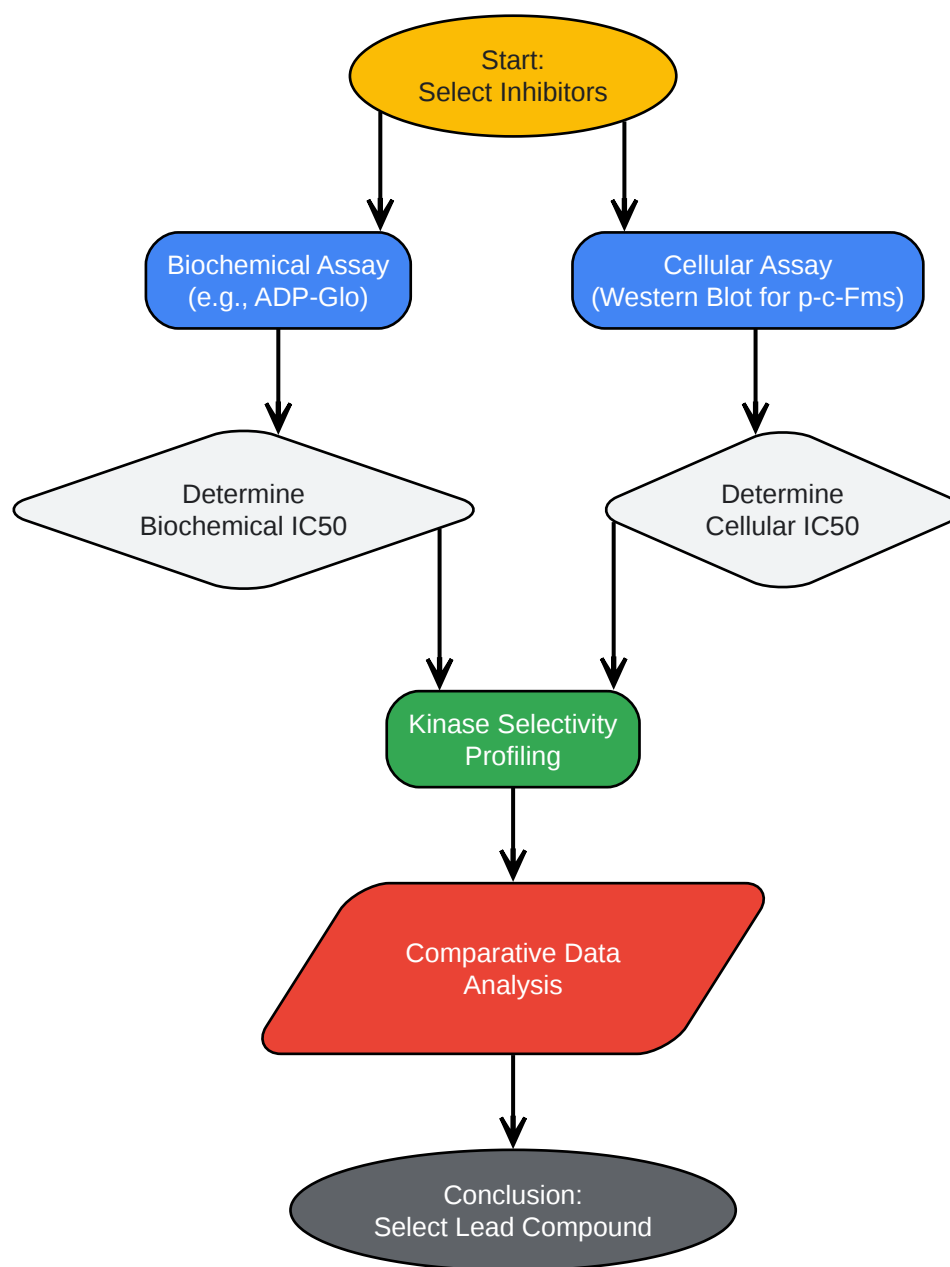 Start:
Select Inhibitors
Biochemical Assay
(e.g., ADP-Glo)
Cellular Assay
(Western Blot for p-c-Fms)
Determine
Biochemical IC50
Determine
Cellular IC50
Kinase Selectivity
Profiling
Comparative Data
Analysis
Conclusion:
Select Lead Compound